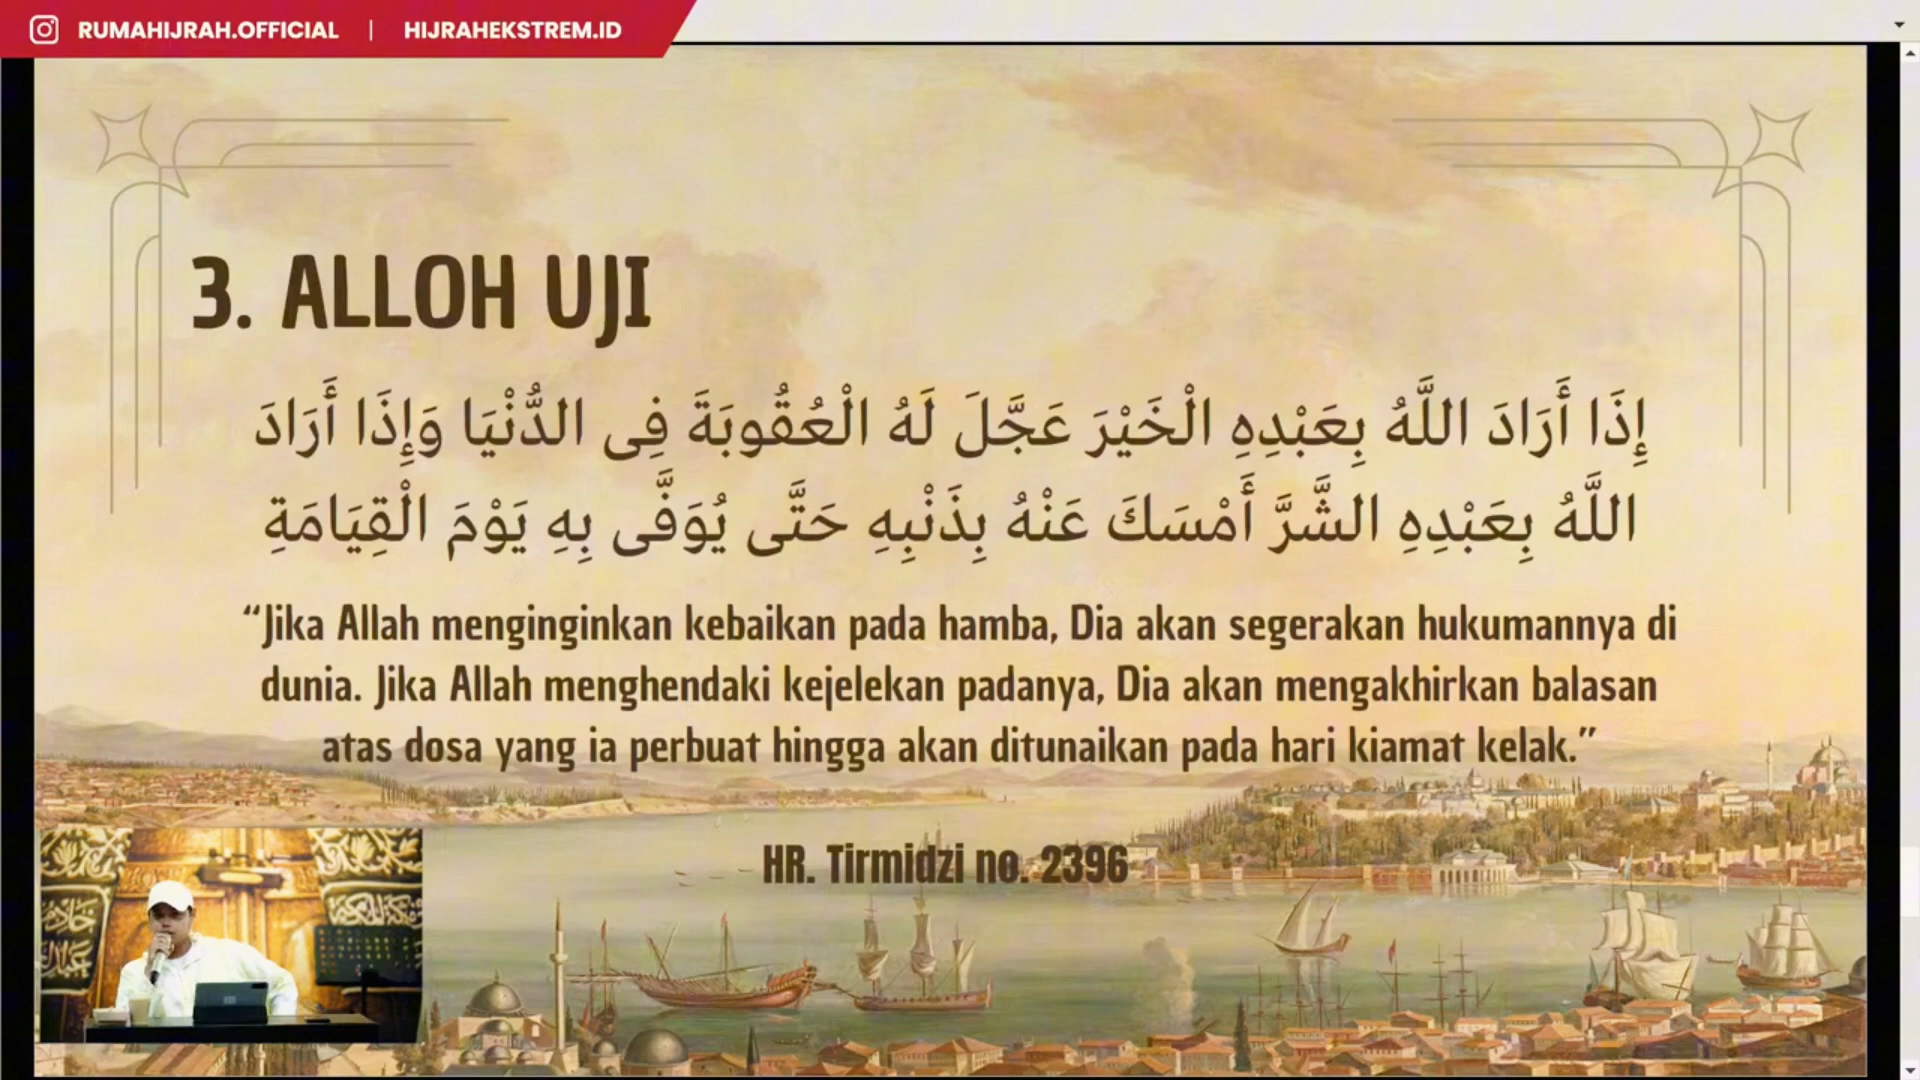 RUMAHIJRAH.OFFICIAL | HIJRAHEKSTREM.ID
3. ALLOH UJI
إِذَا أَرَادَ اللَّهُ بِعَبْدِهِ الْخَيْرَ عَجَّلَ لَهُ الْعُقُوبَةَ فِى الدُّنْيَا وَإِذَا أَرَادَ
اللَّهُ بِعَبْدِهِ الشَّرَّ أَمْسَكَ عَنْهُ بِذَنْبِهِ حَتَّى يُوَفَّى بِهِ يَوْمَ الْقِيَامَةِ
“Jika Allah menginginkan kebaikan pada hamba, Dia akan segerakan hukumannya di
dunia. Jika Allah menghendaki kejelekan padanya, Dia akan mengakhirkan balasan
atas dosa yang ia perbuat hingga akan ditunaikan pada hari kiamat kelak.”
HR. Tirmidzi no. 2396